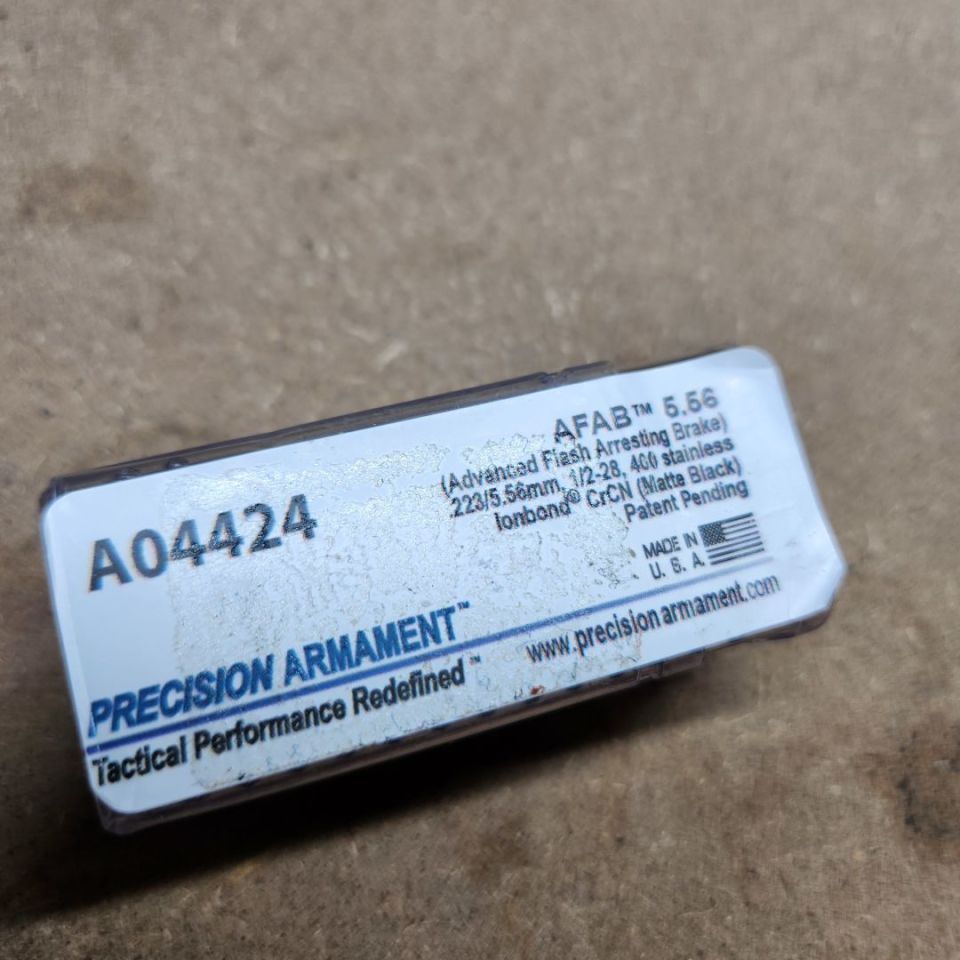 A04424
AFAB™ 5.56
(Advanced Flash Arresting Brake)
.223/5.56mm, 1/2-28, 400 stainless
Ionbond® CrCN (Matte Black)
Patent Pending
MADE IN
U. S. A.
PRECISION ARMAMENT™
Tactical Performance Redefined™
www.precisionarmament.com